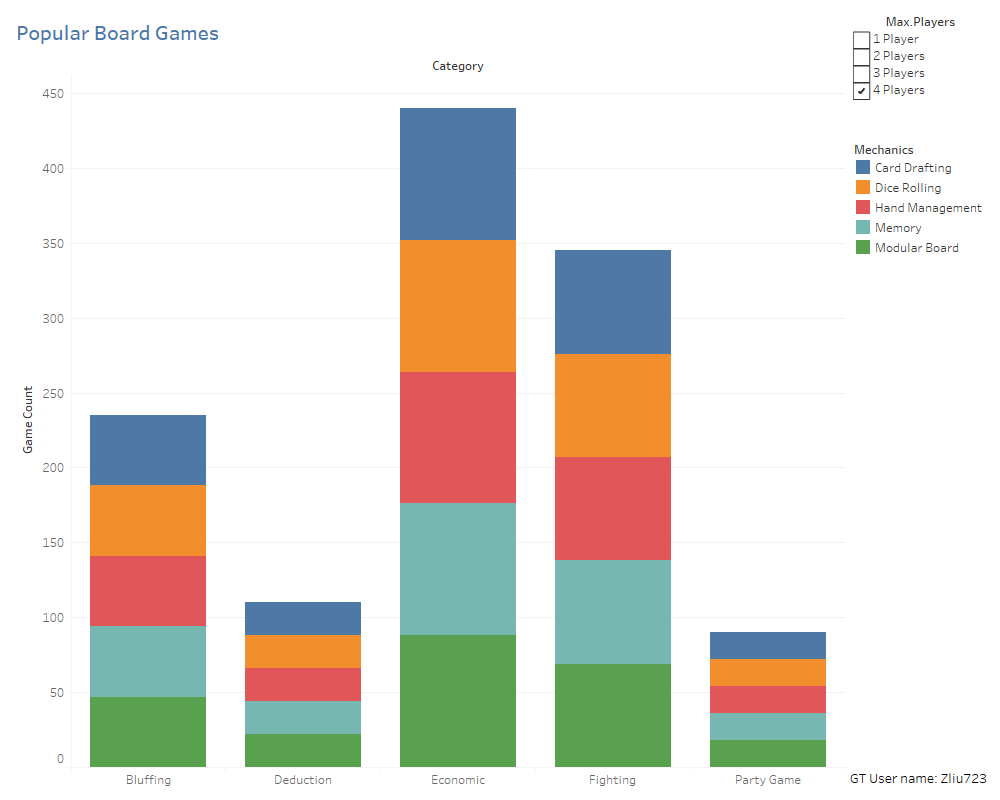 Popular Board Games
Category
Game Count
450
400
350
300
250
200
150
100
50
0
Bluffing
Deduction
Economic
Fighting
Party Game
Max.Players
1 Player
2 Players
3 Players
4 Players
Mechanics
Card Drafting
Dice Rolling
Hand Management
Memory
Modular Board
GT User name: Zliu723